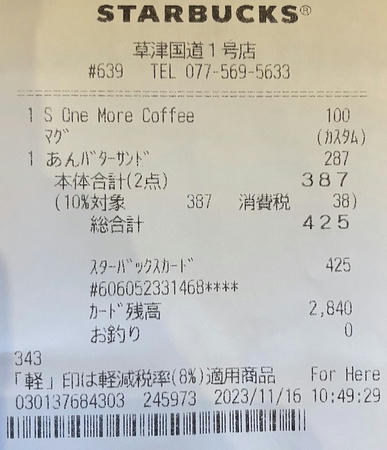 STARBUCKS®
草津国道1号店
#639 TEL 077-569-5633
1 S One More Coffee 100
マグ (カスタム)
1 あんバターサンド 287
本体合計(2点) 387
(10%対象 387 消費税 38)
総合計 425
スターバックスカード 425
#606052331468****
カード残高 2,840
お釣り 0
343
「軽」印は軽減税率(8%)適用商品 For Here
030137684303 245973 2023/11/16 10:49:29